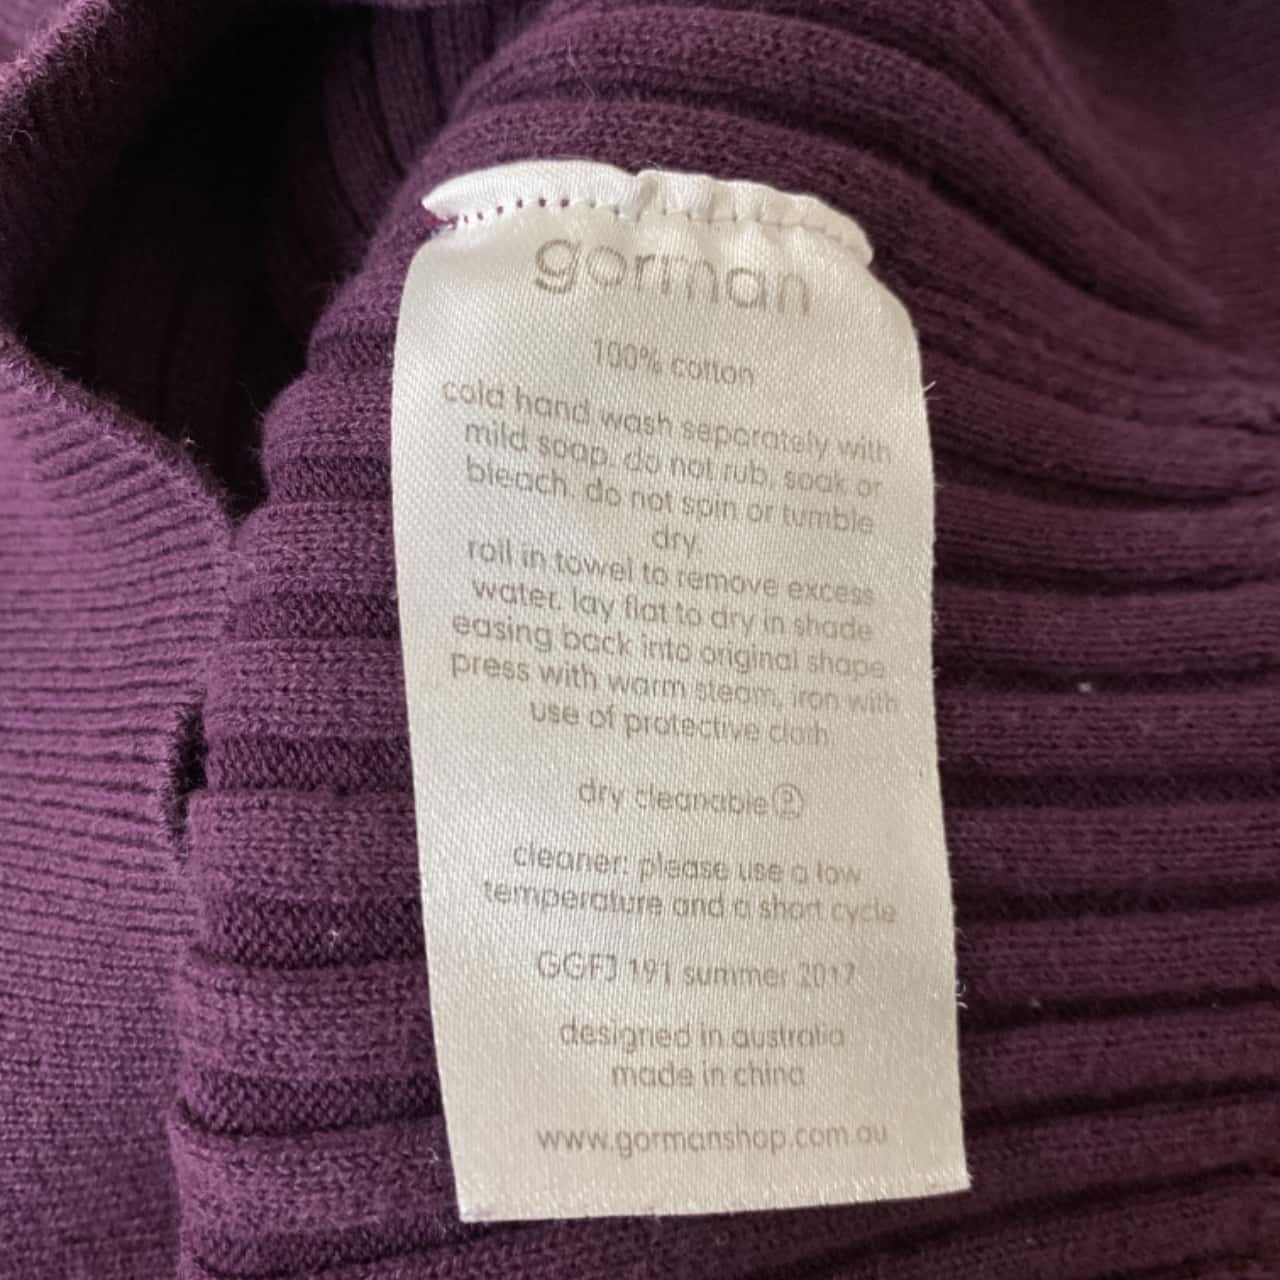 gorman
100% cotton
cold hand wash separately with
mild soap. do not rub, soak or
bleach. do not spin or tumble
dry.
roll in towel to remove excess
water. lay flat to dry in shade
easing back into original shape
press with warm steam, iron with
use of protective cloth
dry cleanable Ⓟ
cleaner: please use a low
temperature and a short cycle
GGFJ 191 summer 2017
designed in australia
made in china
www.gormanshop.com.au